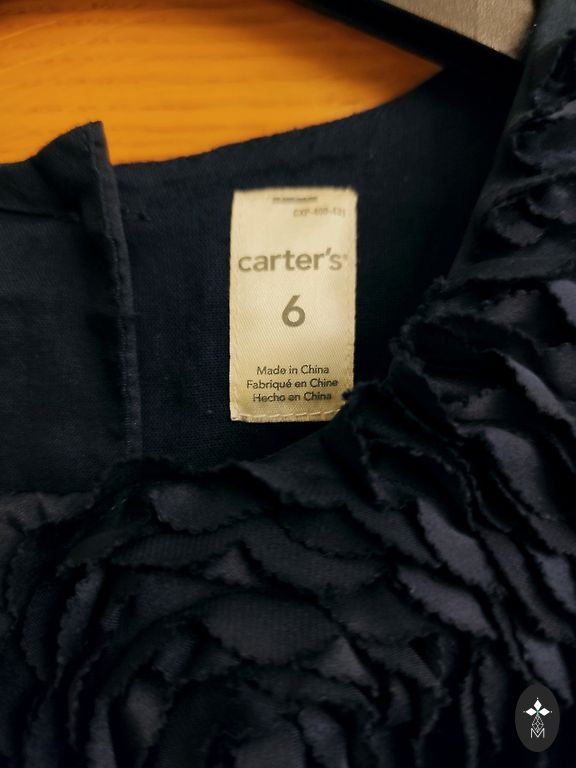 carter's
6
Made in China
Fabriqué en Chine
Hecho en China
M